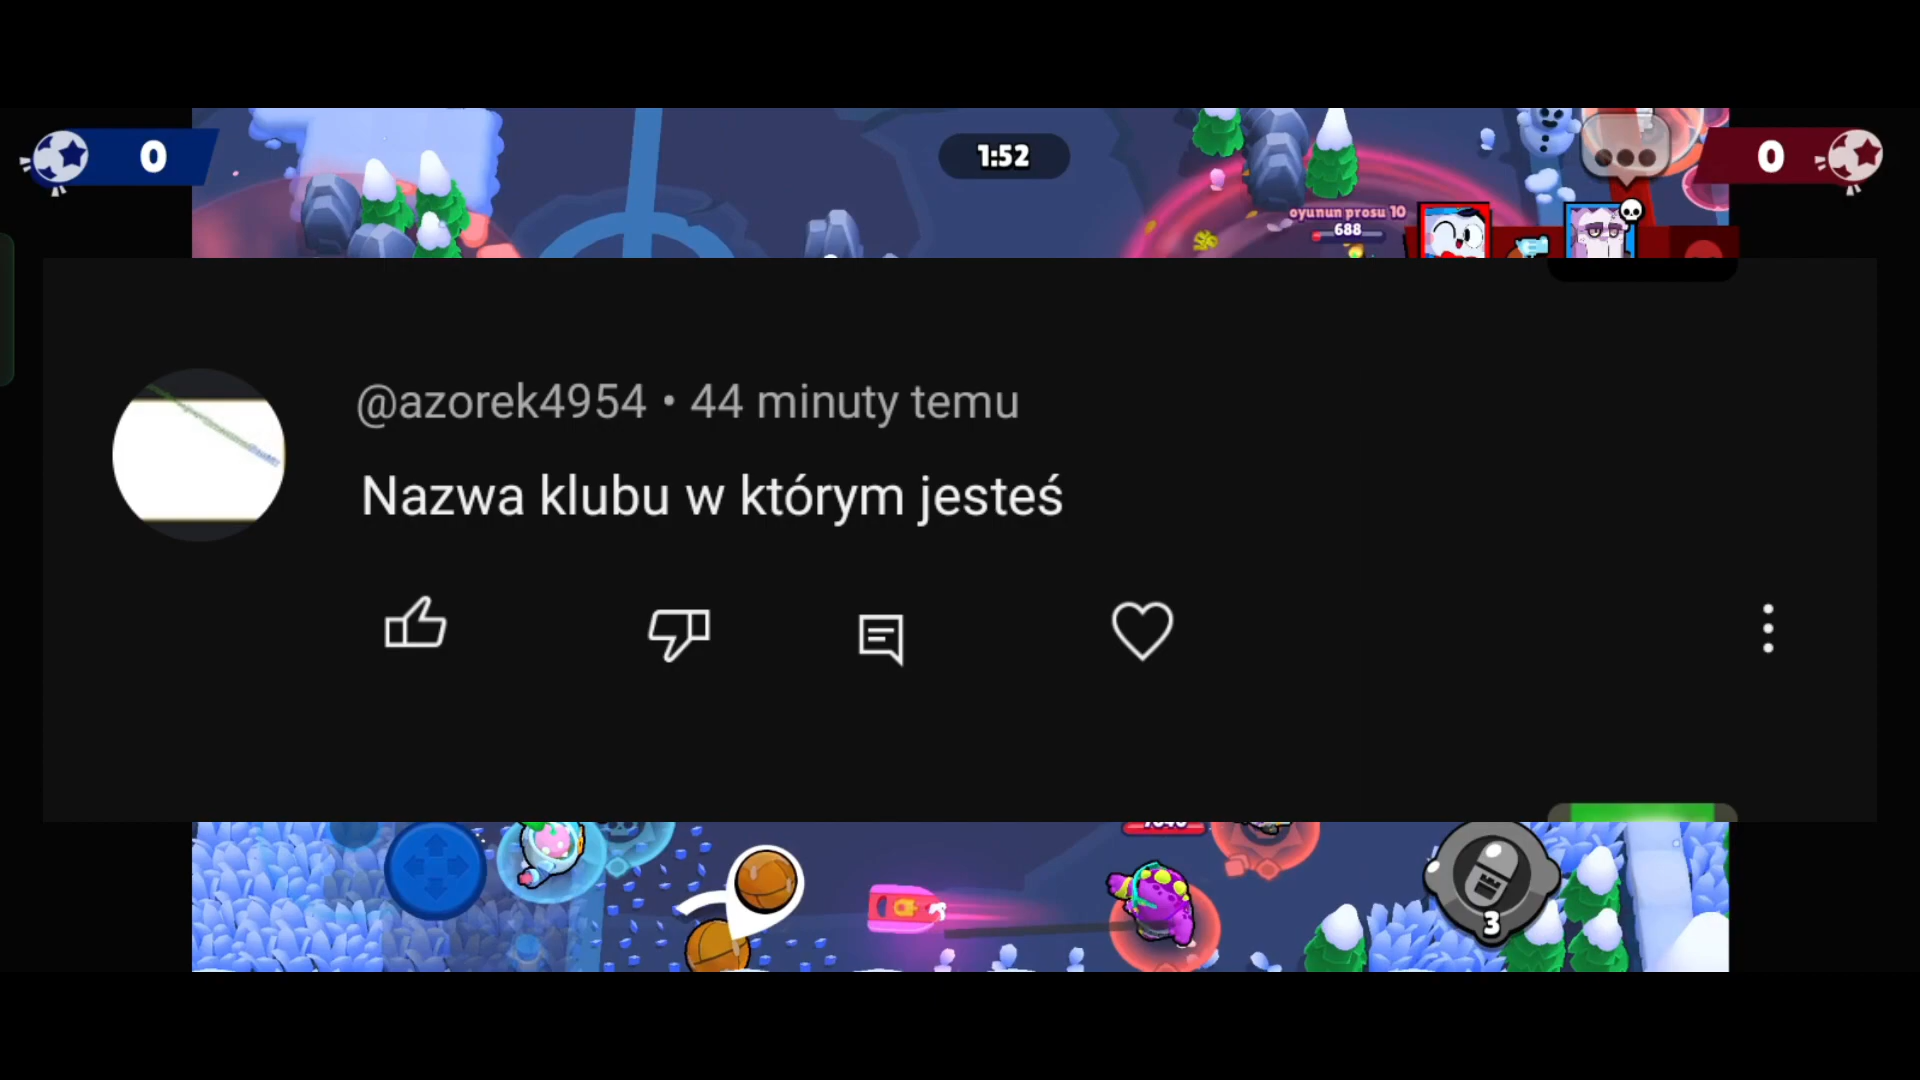 0
1:52
0
oyunun prosu 10
688
@azorek4954 • 44 minuty temu
Nazwa klubu w którym jesteś
3